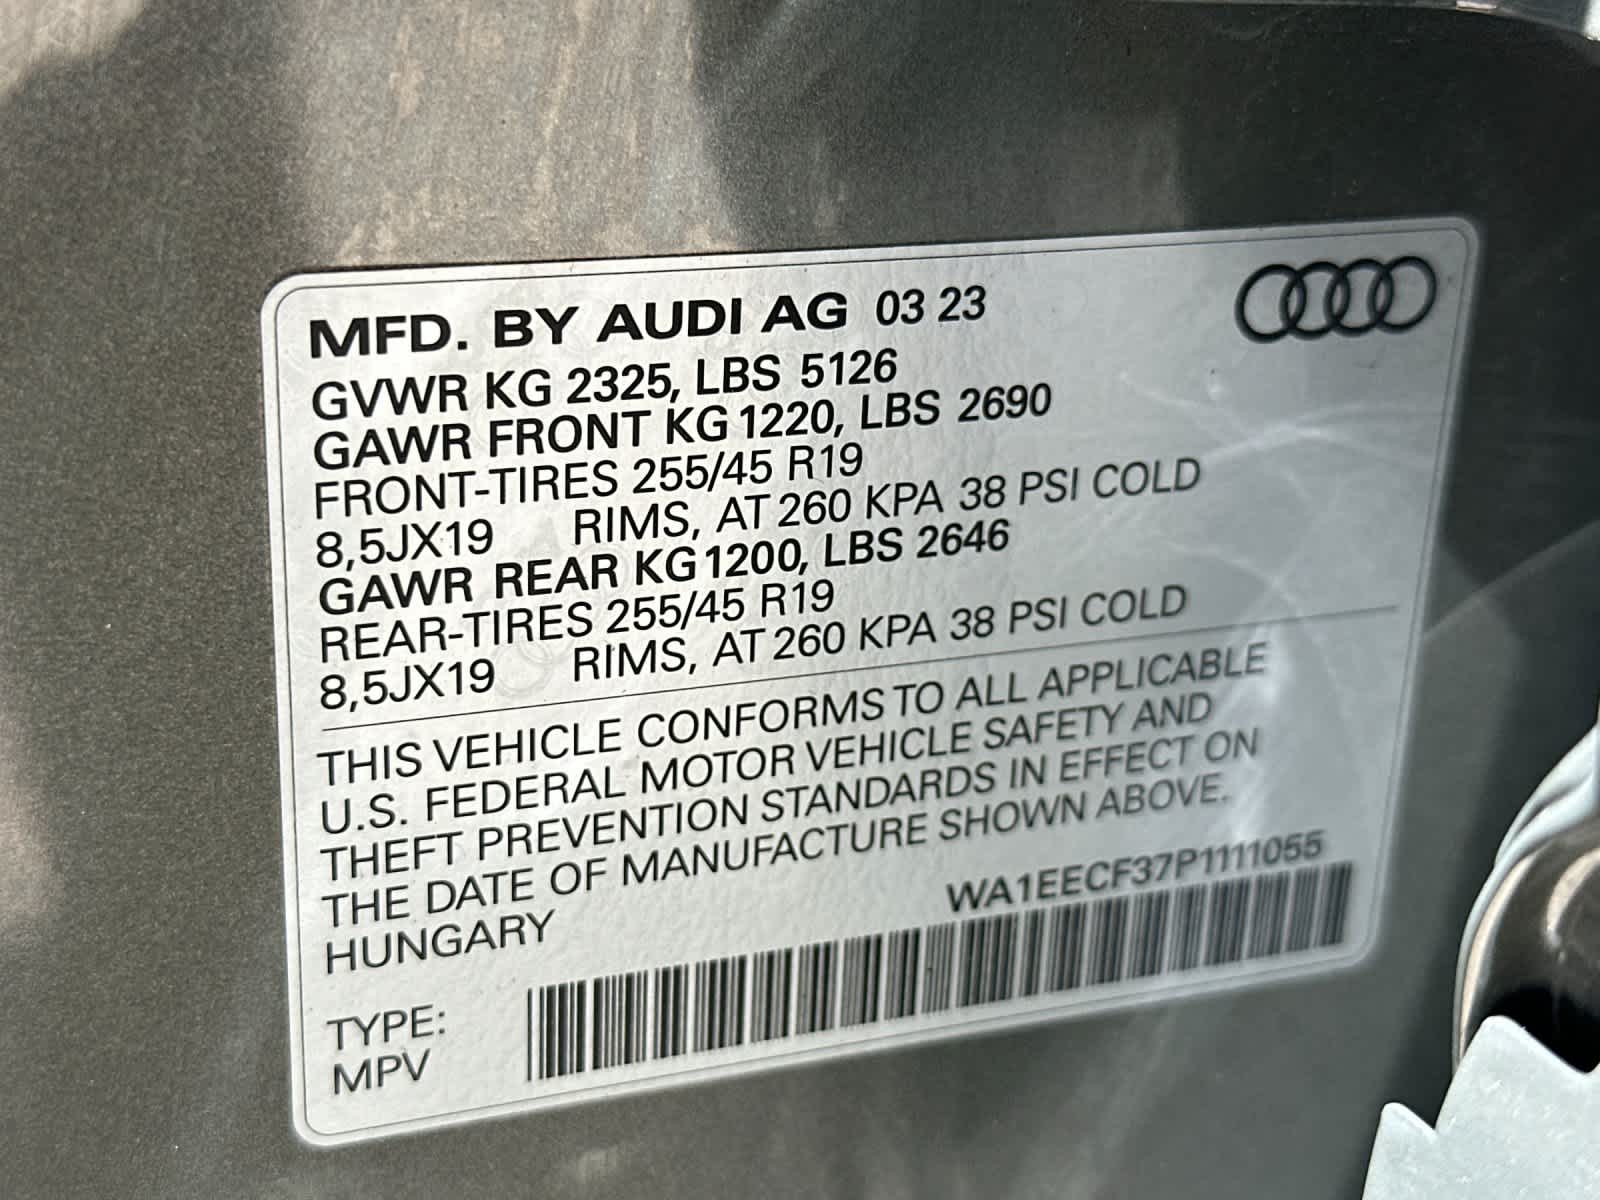 MFD. BY AUDI AG 03 23
GVWR KG 2325, LBS 5126
GAWR FRONT KG 1220, LBS 2690
FRONT-TIRES 255/45 R19
8,5JX19 RIMS, AT 260 KPA 38 PSI COLD
GAWR REAR KG 1200, LBS 2646
REAR-TIRES 255/45 R19
8,5JX19 RIMS, AT 260 KPA 38 PSI COLD
THIS VEHICLE CONFORMS TO ALL APPLICABLE
U.S. FEDERAL MOTOR VEHICLE SAFETY AND
THEFT PREVENTION STANDARDS IN EFFECT ON
THE DATE OF MANUFACTURE SHOWN ABOVE.
HUNGARY
WA1EECF37P1111055
TYPE:
MPV